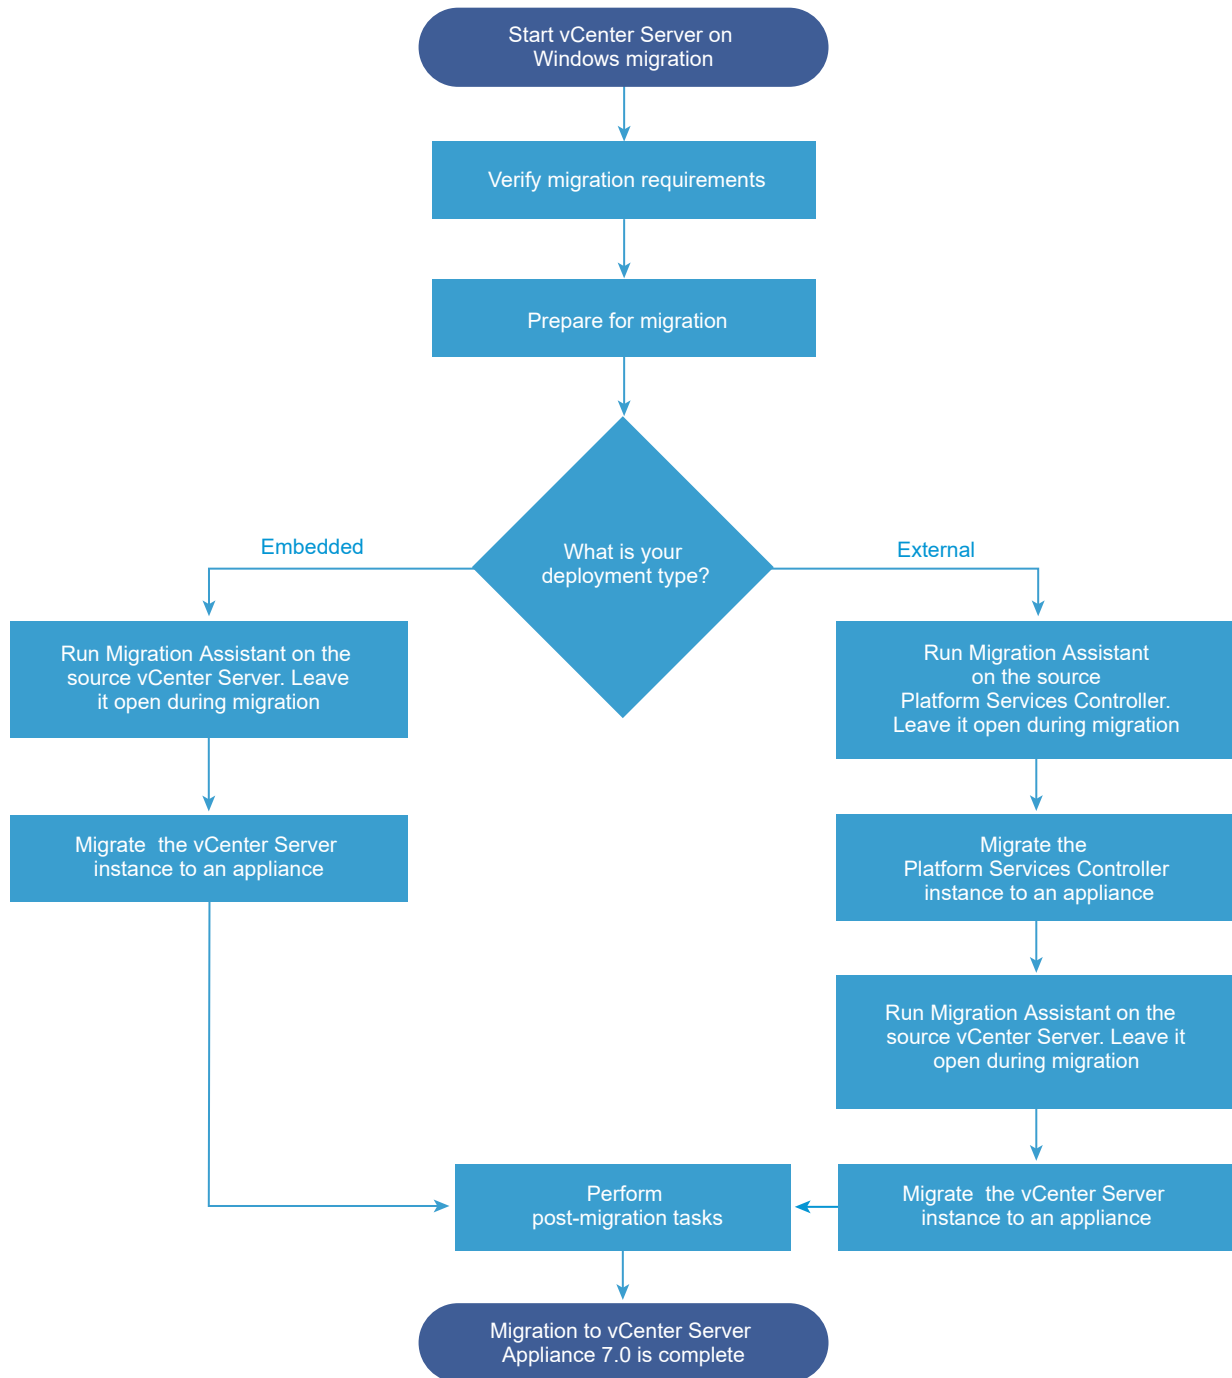 Start vCenter Server on
Windows migration
Verify migration requirements
Prepare for migration
What is your
deployment type?
Embedded
External
Run Migration Assistant on the
source vCenter Server. Leave
it open during migration
Migrate  the vCenter Server
instance to an appliance
Run Migration Assistant
on the source
Platform Services Controller.
Leave it open during migration
Migrate the
Platform Services Controller
instance to an appliance
Run Migration Assistant on the
source vCenter Server. Leave it
open during migration
Migrate  the vCenter Server
instance to an appliance
Perform
post-migration tasks
Migration to vCenter Server
Appliance 7.0 is complete